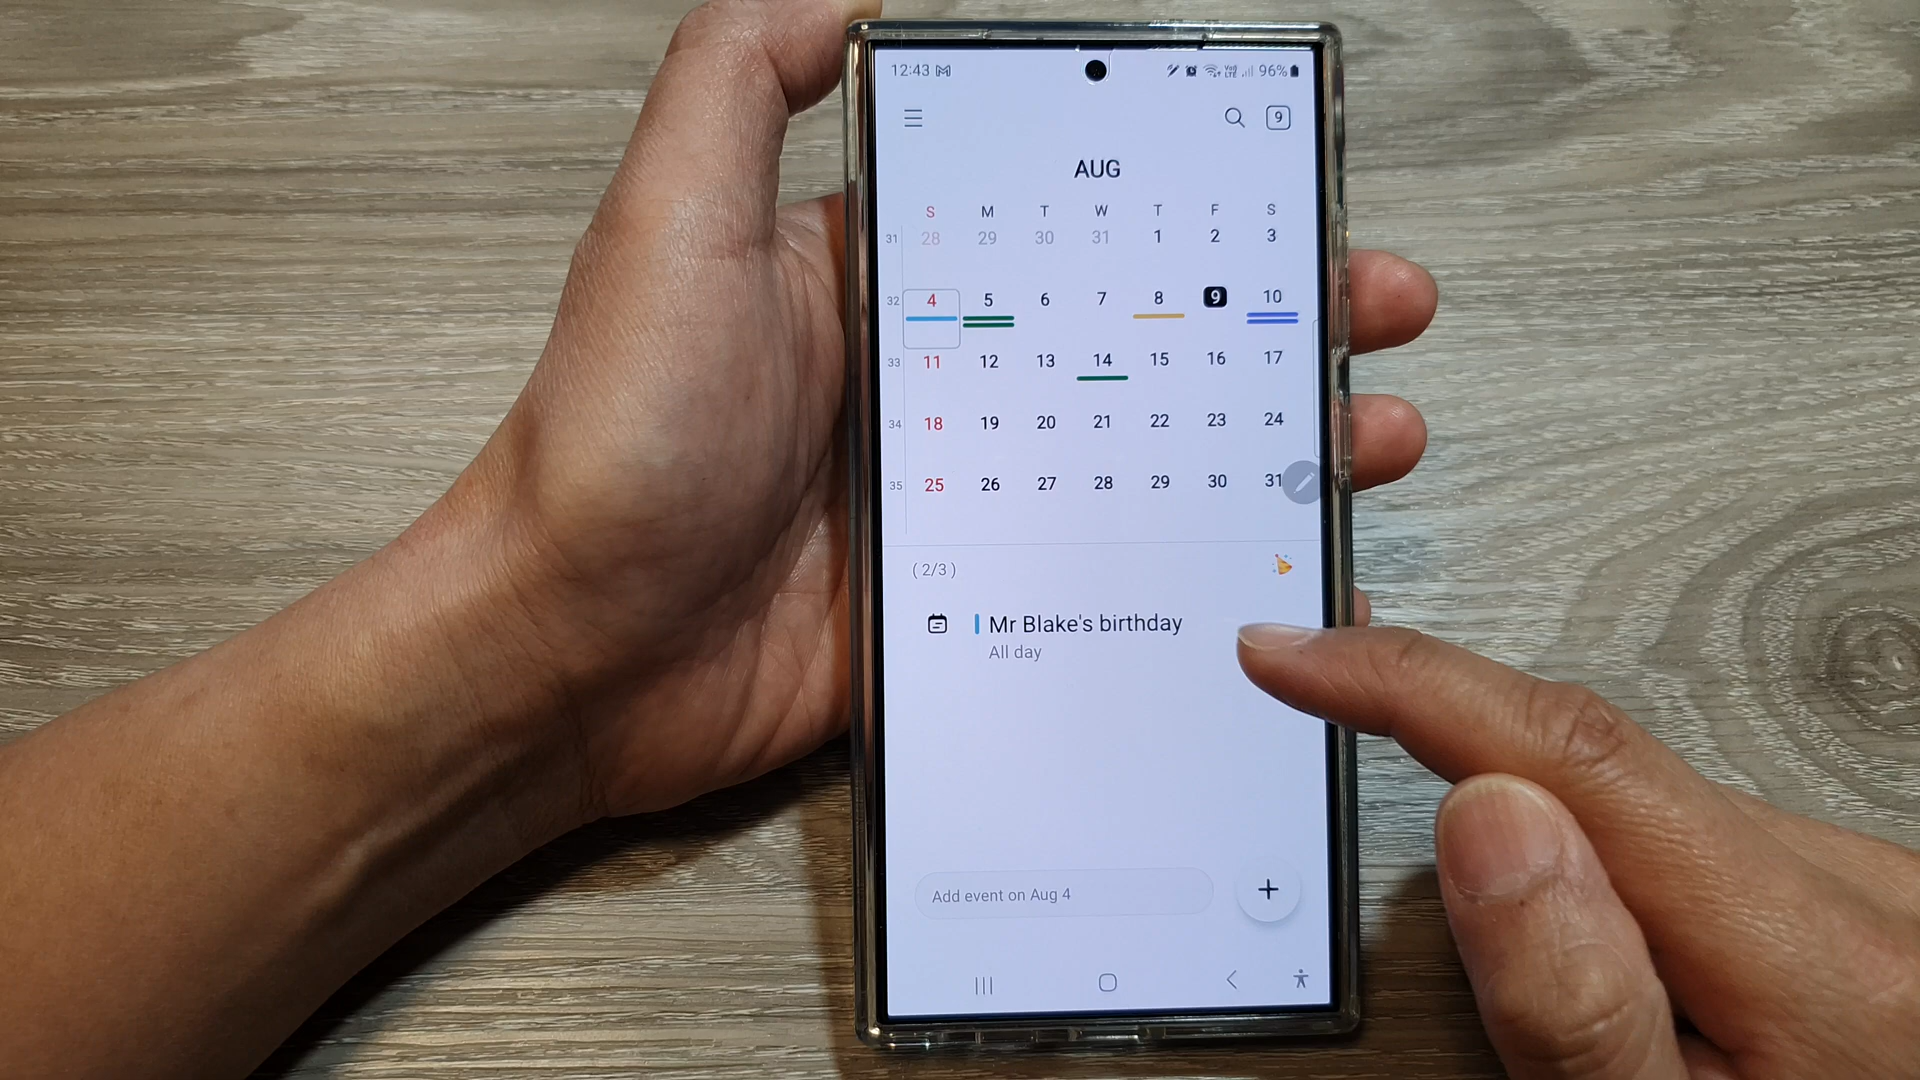 12:43 96%
9
AUG
S M T W T F S
31 28 29 30 31 1 2 3
32 4 5 6 7 8 9 10
33 11 12 13 14 15 16 17
34 18 19 20 21 22 23 24
35 25 26 27 28 29 30 31
( 2/3 )
Mr Blake's birthday
All day
Add event on Aug 4